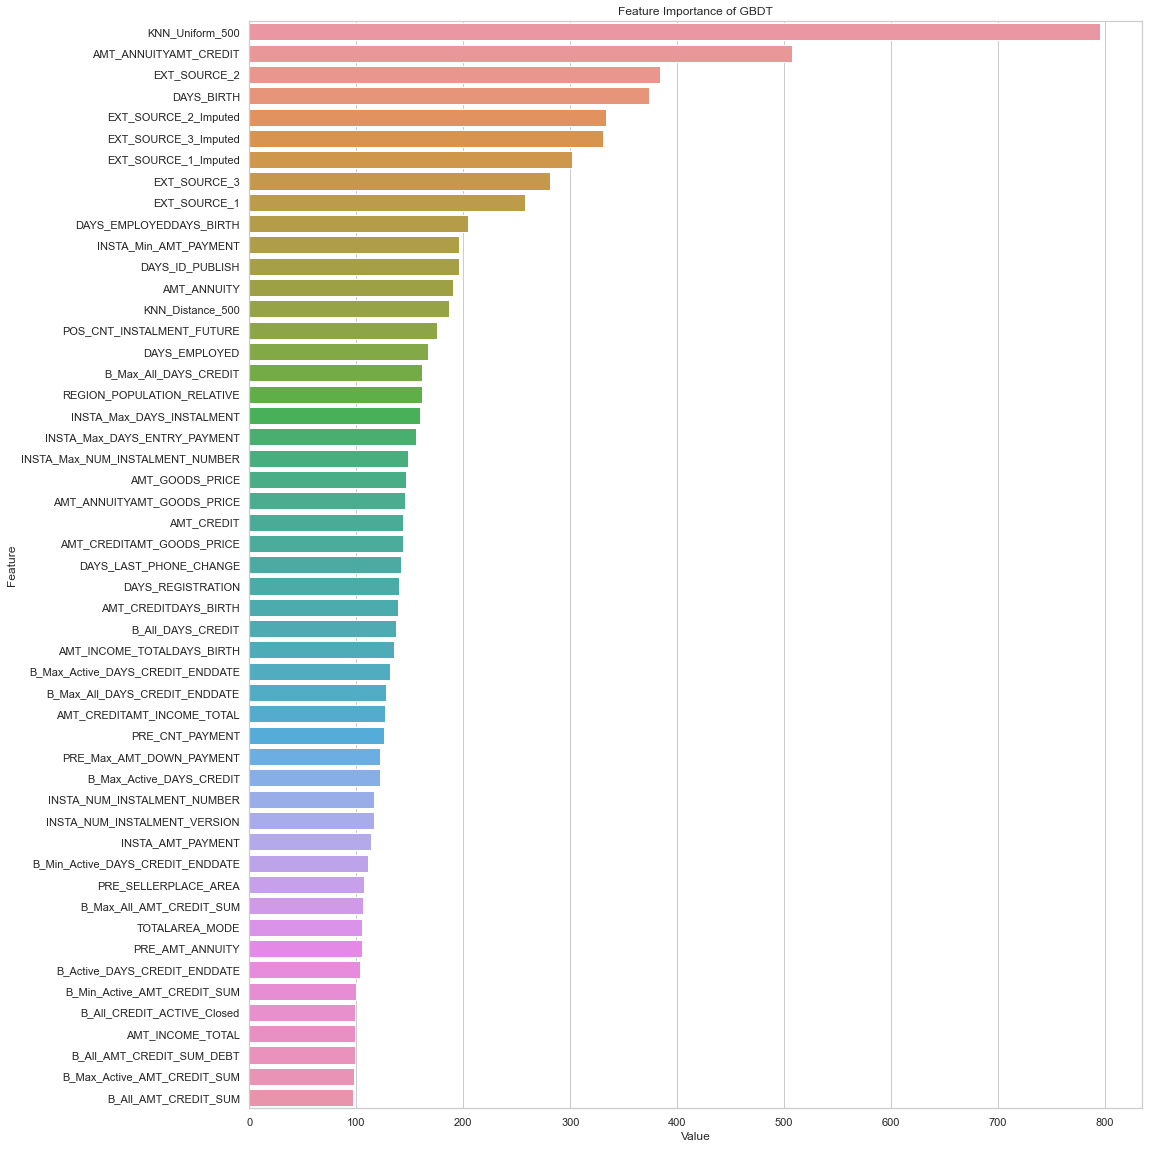 Feature Importance of GBDT
Feature
KNN_Uniform_500
AMT_ANNUITYAMT_CREDIT
EXT_SOURCE_2
DAYS_BIRTH
EXT_SOURCE_2_Imputed
EXT_SOURCE_3_Imputed
EXT_SOURCE_1_Imputed
EXT_SOURCE_3
EXT_SOURCE_1
DAYS_EMPLOYEDDAYS_BIRTH
INSTA_Min_AMT_PAYMENT
DAYS_ID_PUBLISH
AMT_ANNUITY
KNN_Distance_500
POS_CNT_INSTALMENT_FUTURE
DAYS_EMPLOYED
B_Max_All_DAYS_CREDIT
REGION_POPULATION_RELATIVE
INSTA_Max_DAYS_INSTALMENT
INSTA_Max_DAYS_ENTRY_PAYMENT
INSTA_Max_NUM_INSTALMENT_NUMBER
AMT_GOODS_PRICE
AMT_ANNUITYAMT_GOODS_PRICE
AMT_CREDIT
AMT_CREDITAMT_GOODS_PRICE
DAYS_LAST_PHONE_CHANGE
DAYS_REGISTRATION
AMT_CREDITDAYS_BIRTH
B_All_DAYS_CREDIT
AMT_INCOME_TOTALDAYS_BIRTH
B_Max_Active_DAYS_CREDIT_ENDDATE
B_Max_All_DAYS_CREDIT_ENDDATE
AMT_CREDITAMT_INCOME_TOTAL
PRE_CNT_PAYMENT
PRE_Max_AMT_DOWN_PAYMENT
B_Max_Active_DAYS_CREDIT
INSTA_NUM_INSTALMENT_NUMBER
INSTA_NUM_INSTALMENT_VERSION
INSTA_AMT_PAYMENT
B_Min_Active_DAYS_CREDIT_ENDDATE
PRE_SELLERPLACE_AREA
B_Max_All_AMT_CREDIT_SUM
TOTALAREA_MODE
PRE_AMT_ANNUITY
B_Active_DAYS_CREDIT_ENDDATE
B_Min_Active_AMT_CREDIT_SUM
B_All_CREDIT_ACTIVE_Closed
AMT_INCOME_TOTAL
B_All_AMT_CREDIT_SUM_DEBT
B_Max_Active_AMT_CREDIT_SUM
B_All_AMT_CREDIT_SUM
0 100 200 300 400 500 600 700 800
Value